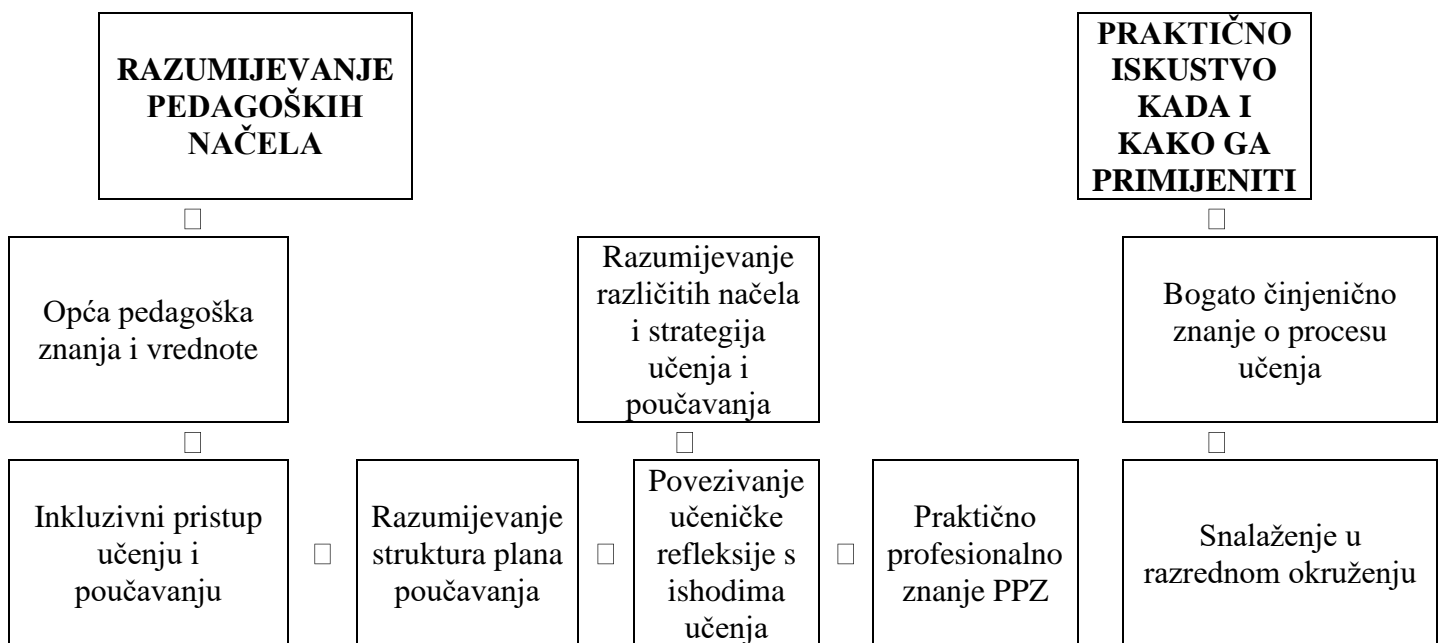 RAZUMIJEVANJE
PEDAGOŠKIH
NAČELA
PRAKTIČNO
ISKUSTVO
KADA I
KAKO GA
PRIMIJENITI
Opća pedagoška
znanja i vrednote
Razumijevanje
različitih načela
i strategija
učenja i
poučavanja
Bogato činjenično
znanje o procesu
učenja
Inkluzivni pristup
učenju i
poučavanju
Razumijevanje
struktura plana
poučavanja
Povezivanje
učeničke
refleksije s
ishodima
učenja
Praktično
profesionalno
znanje PPZ
Snalaženje u
razrednom okruženju